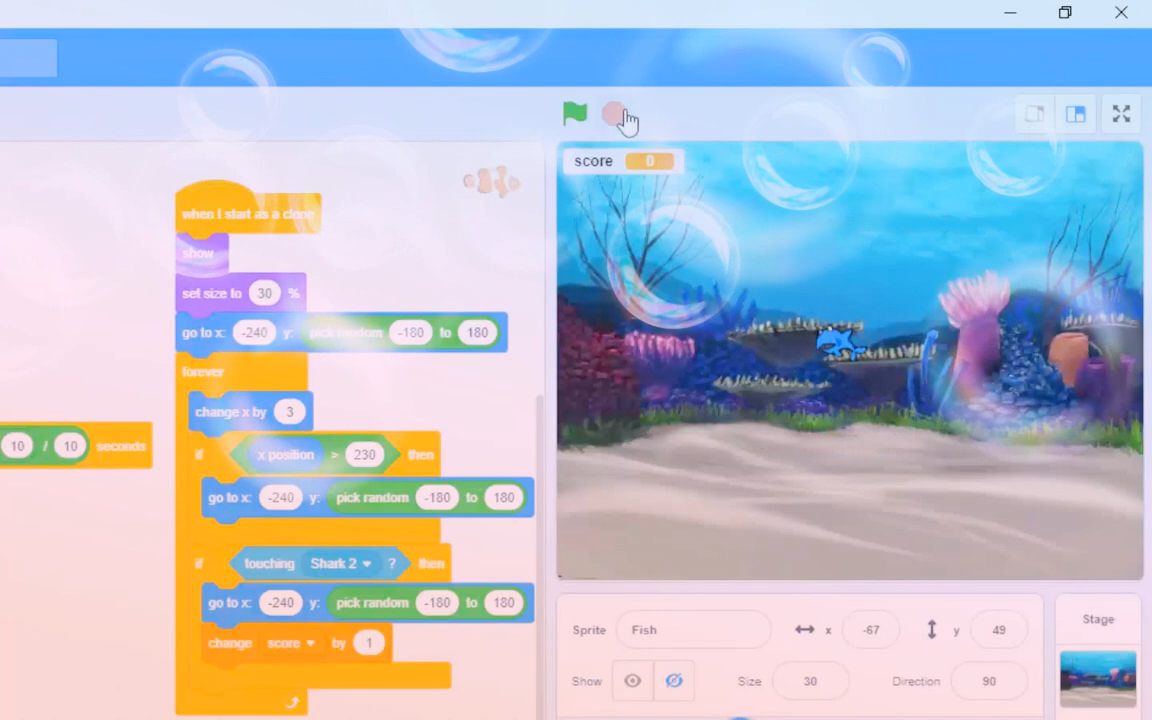 score 0
when I start as a clone
show
set size to 30 %
go to x: -240 y: pick random -180 to 180
forever
change x by 3
10 / 10 seconds
if x position > 230 then
go to x: -240 y: pick random -180 to 180
if touching Shark 2 ? then
go to x: -240 y: pick random -180 to 180
change score by 1
Sprite Fish x -67 y 49
Show Size 30 Direction 90
Stage